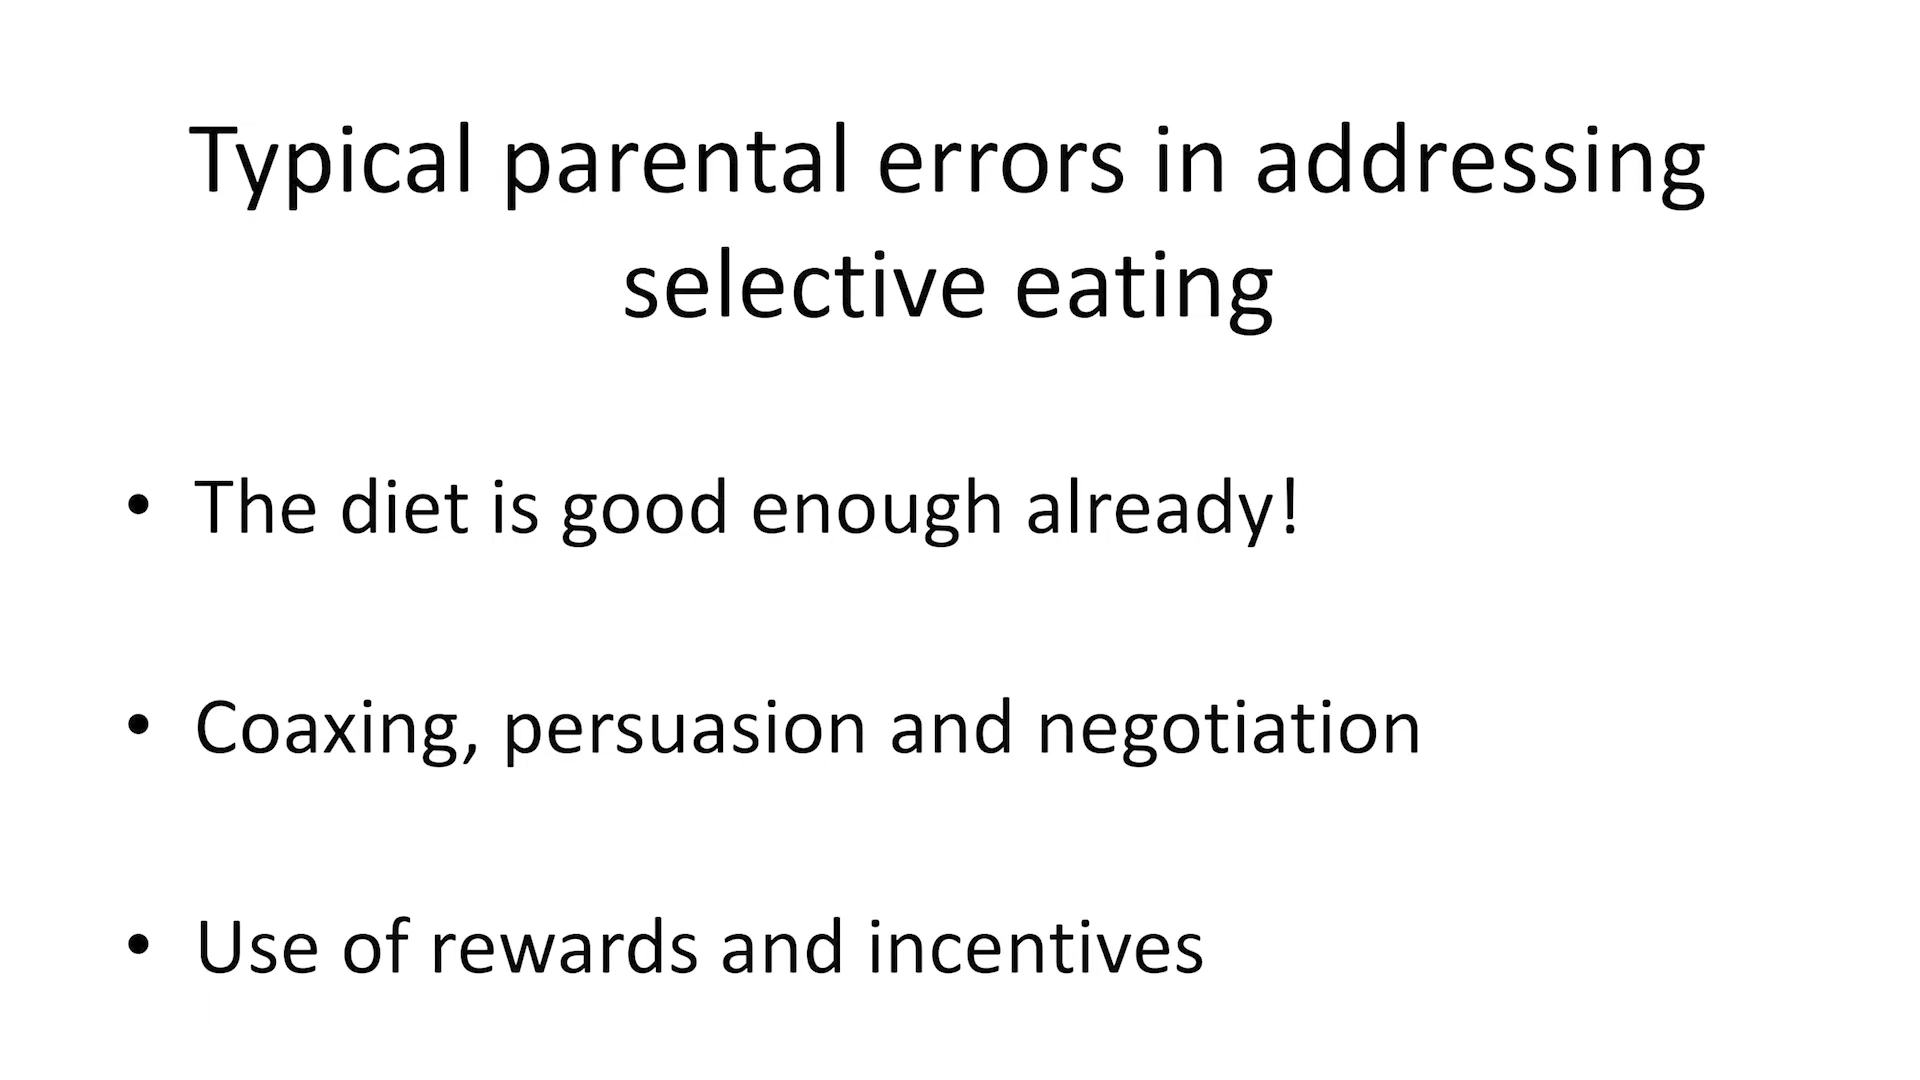 Typical parental errors in addressing
selective eating
• The diet is good enough already!
• Coaxing, persuasion and negotiation
• Use of rewards and incentives